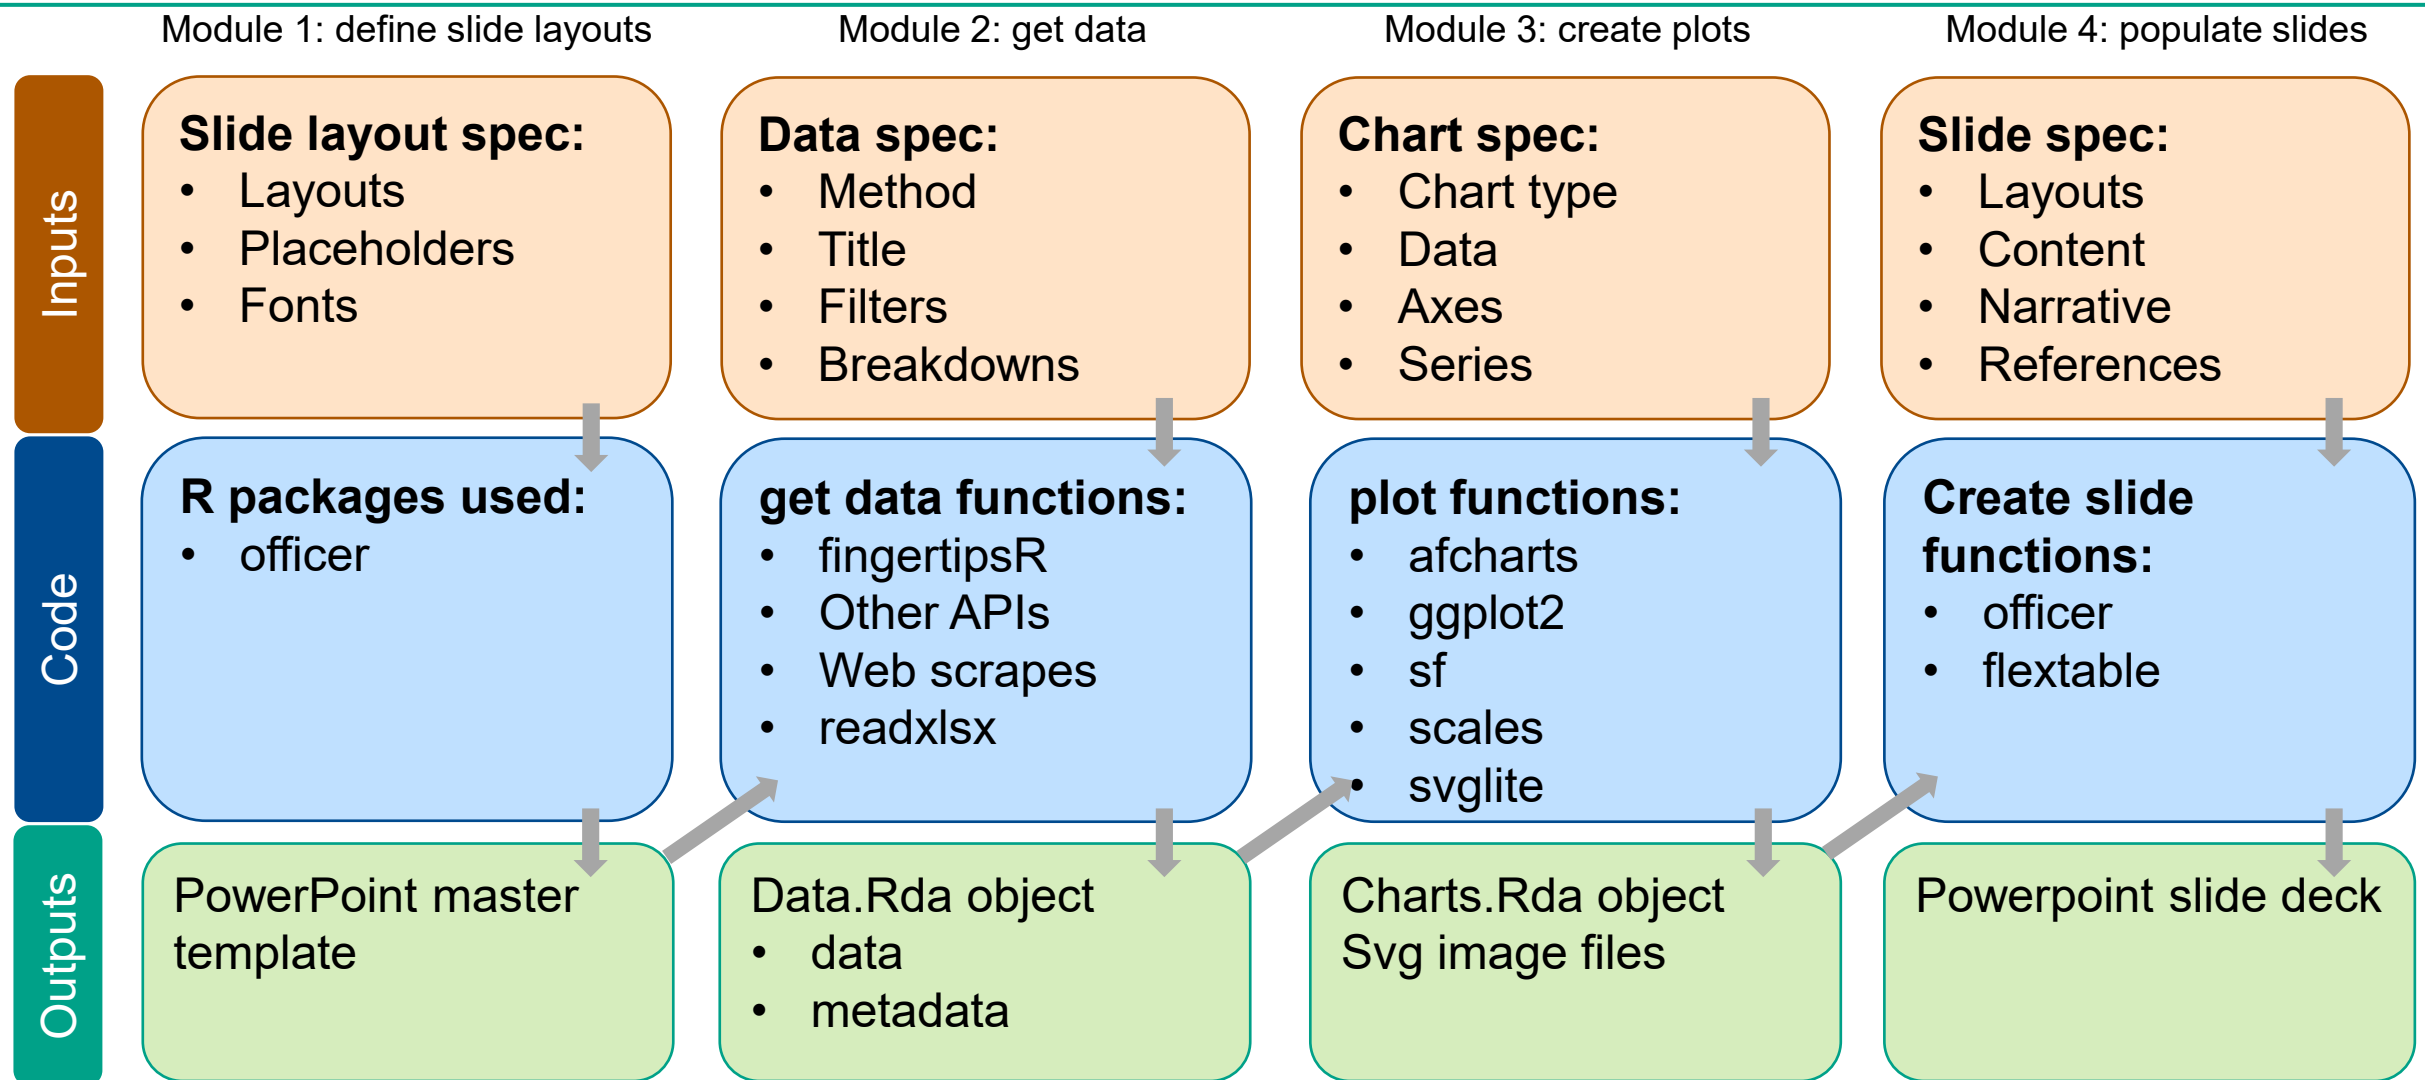 Module 1: define slide layouts
Module 2: get data
Module 3: create plots
Module 4: populate slides
Inputs
Slide layout spec:
• Layouts
• Placeholders
• Fonts
Data spec:
• Method
• Title
• Filters
• Breakdowns
Chart spec:
• Chart type
• Data
• Axes
• Series
Slide spec:
• Layouts
• Content
• Narrative
• References
Code
R packages used:
• officer
get data functions:
• fingertipsR
• Other APIs
• Web scrapes
• readxlsx
plot functions:
• afcharts
• ggplot2
• sf
• scales
• svglite
Create slide
functions:
• officer
• flextable
Outputs
PowerPoint master
template
Data.Rda object
• data
• metadata
Charts.Rda object
Svg image files
Powerpoint slide deck